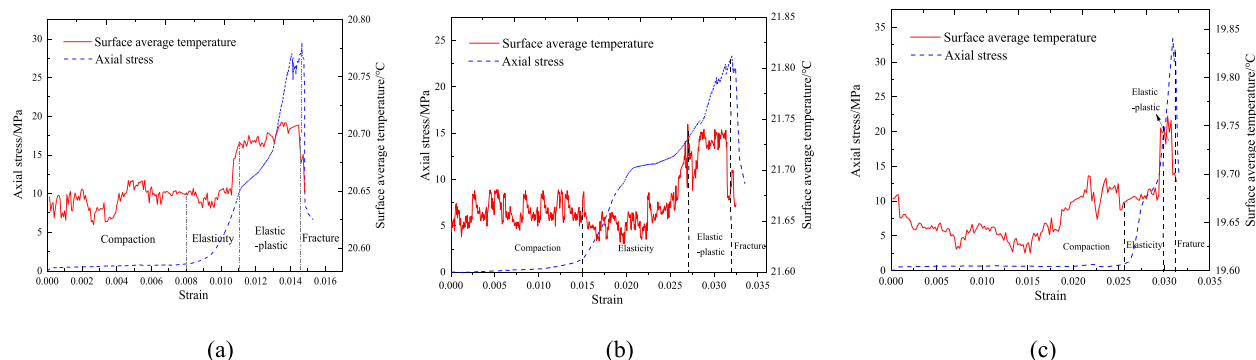 Axial stress/MPa
30
25
20
15
10
5
0
0.000 0.002 0.004 0.006 0.008 0.010 0.012 0.014 0.016
Strain
20.80
20.75
20.70
20.65
20.60
Surface average temperature/°C
Surface average temperature
Axial stress
Compaction
Elasticity
Elastic
-plastic
Fracture
(a)
Axial stress/MPa
25
20
15
10
5
0
0.000 0.005 0.010 0.015 0.020 0.025 0.030 0.035
Strain
21.85
21.80
21.75
21.70
21.65
21.60
Surface average temperature/°C
Surface average temperature
Axial stress
Compaction
Elasticity
Elastic
-plastic
Fracture
(b)
Axial stress/MPa
35
30
25
20
15
10
5
0
0.000 0.005 0.010 0.015 0.020 0.025 0.030 0.035
Strain
19.85
19.80
19.75
19.70
19.65
19.60
Surface average temperature/°C
Surface average temperature
Axial stress
Elastic
-plastic
Compaction
Elasticity
Fracture
(c)